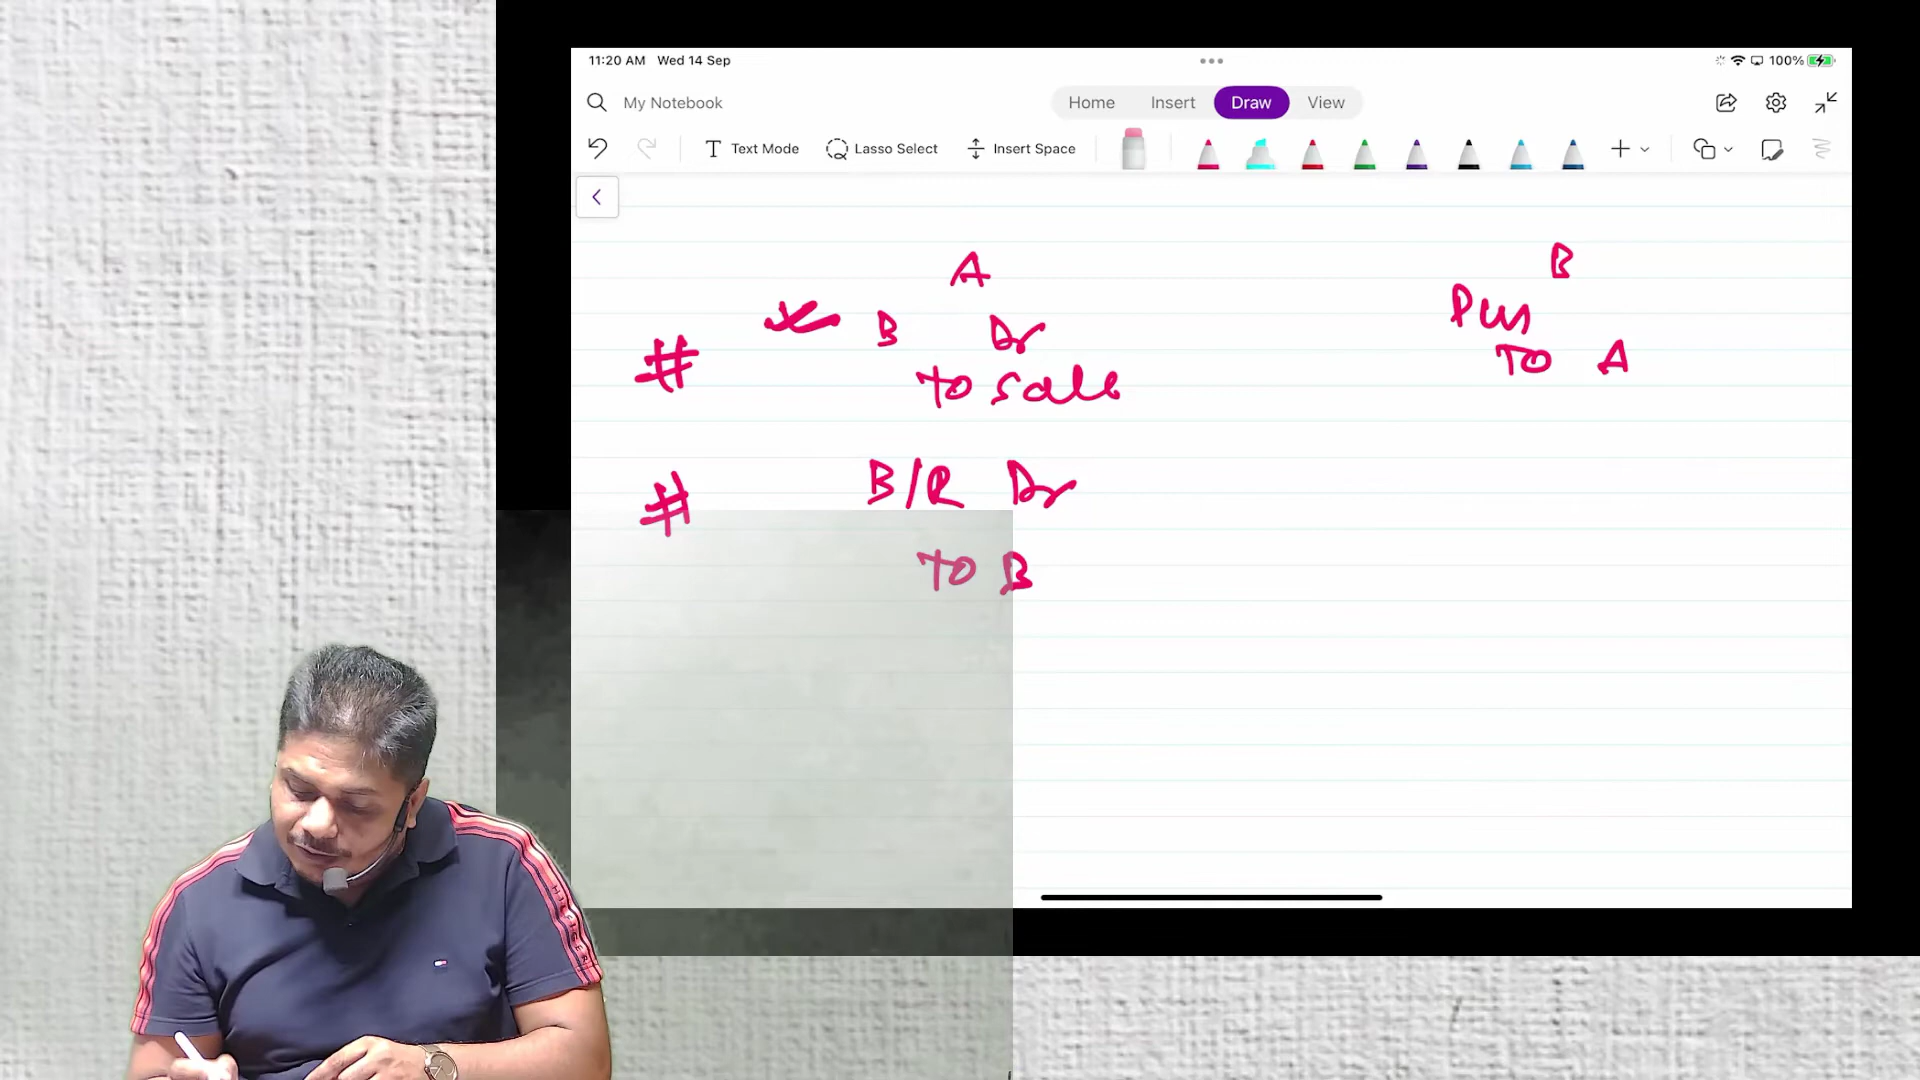 11:20 AM Wed 14 Sep
100%
My Notebook
Home Insert Draw View
Text Mode Lasso Select Insert Space
A
B
B Dr
Pur
# To Sale
To A
# B/R Dr
To B